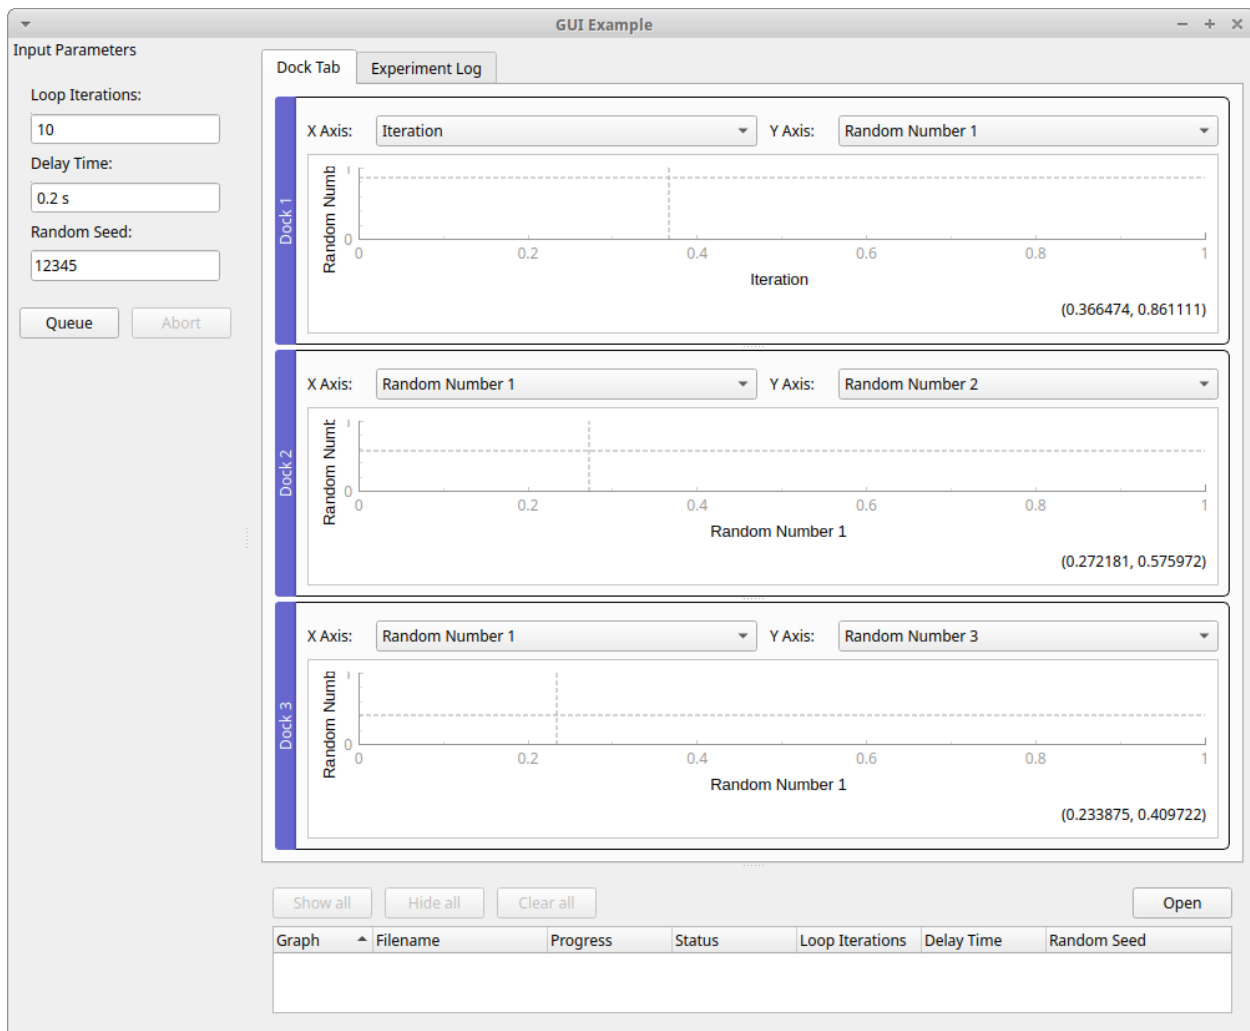 GUI Example
Input Parameters
Loop Iterations:
10
Delay Time:
0.2 s
Random Seed:
12345
Queue Abort
Dock Tab Experiment Log
Dock 1
X Axis: Iteration Y Axis: Random Number 1
Random Numb
1
0
0 0.2 0.4 0.6 0.8 1
Iteration
(0.366474, 0.861111)
Dock 2
X Axis: Random Number 1 Y Axis: Random Number 2
Random Numb
1
0
0 0.2 0.4 0.6 0.8 1
Random Number 1
(0.272181, 0.575972)
Dock 3
X Axis: Random Number 1 Y Axis: Random Number 3
Random Numb
1
0
0 0.2 0.4 0.6 0.8 1
Random Number 1
(0.233875, 0.409722)
Show all Hide all Clear all Open
Graph Filename Progress Status Loop Iterations Delay Time Random Seed